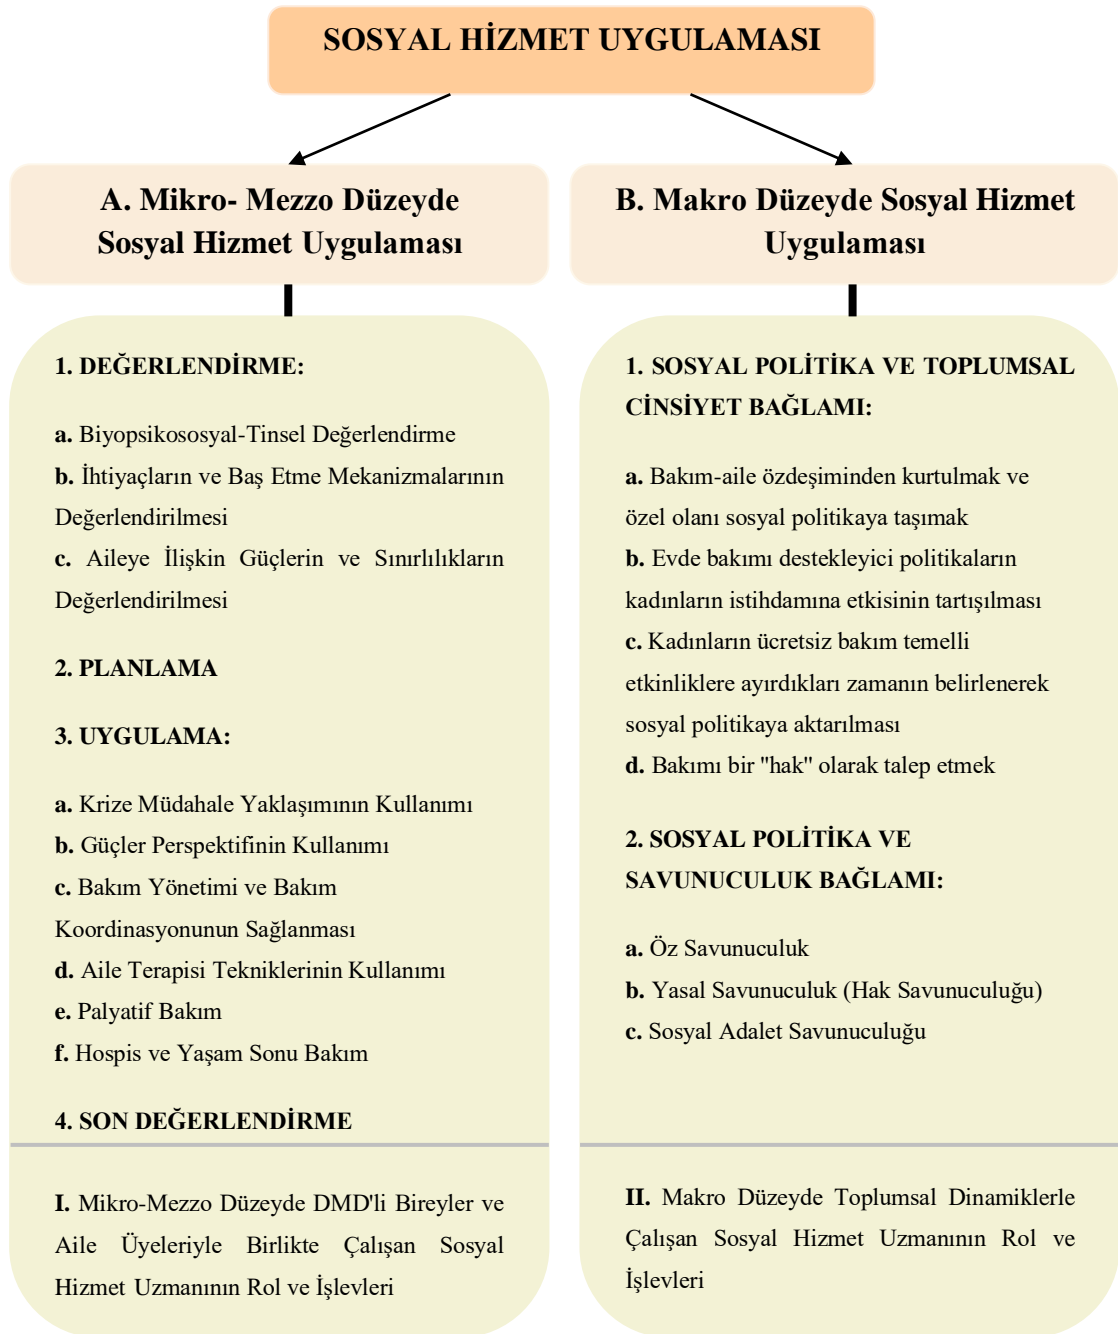 SOSYAL HİZMET UYGULAMASI
A. Mikro- Mezzo Düzeyde
Sosyal Hizmet Uygulaması
B. Makro Düzeyde Sosyal Hizmet
Uygulaması
1. DEĞERLENDİRME:
a. Biyopsikososyal-Tinsel Değerlendirme
b. İhtiyaçların ve Baş Etme Mekanizmalarının
Değerlendirilmesi
c. Aileye İlişkin Güçlerin ve Sınırlılıkların
Değerlendirilmesi
2. PLANLAMA
3. UYGULAMA:
a. Krize Müdahale Yaklaşımının Kullanımı
b. Güçler Perspektifinin Kullanımı
c. Bakım Yönetimi ve Bakım
Koordinasyonunun Sağlanması
d. Aile Terapisi Tekniklerinin Kullanımı
e. Palyatif Bakım
f. Hospis ve Yaşam Sonu Bakım
4. SON DEĞERLENDİRME
I. Mikro-Mezzo Düzeyde DMD'li Bireyler ve
Aile Üyeleriyle Birlikte Çalışan Sosyal
Hizmet Uzmanının Rol ve İşlevleri
1. SOSYAL POLİTİKA VE TOPLUMSAL
CİNSİYET BAĞLAMI:
a. Bakım-aile özdeşiminden kurtulmak ve
özel olanı sosyal politikaya taşımak
b. Evde bakımı destekleyici politikaların
kadınların istihdamına etkisinin tartışılması
c. Kadınların ücretsiz bakım temelli
etkinliklere ayırdıkları zamanın belirlenerek
sosyal politikaya aktarılması
d. Bakımı bir "hak" olarak talep etmek
2. SOSYAL POLİTİKA VE
SAVUNUCULUK BAĞLAMI:
a. Öz Savunuculuk
b. Yasal Savunuculuk (Hak Savunuculuğu)
c. Sosyal Adalet Savunuculuğu
II. Makro Düzeyde Toplumsal Dinamiklerle
Çalışan Sosyal Hizmet Uzmanının Rol ve
İşlevleri